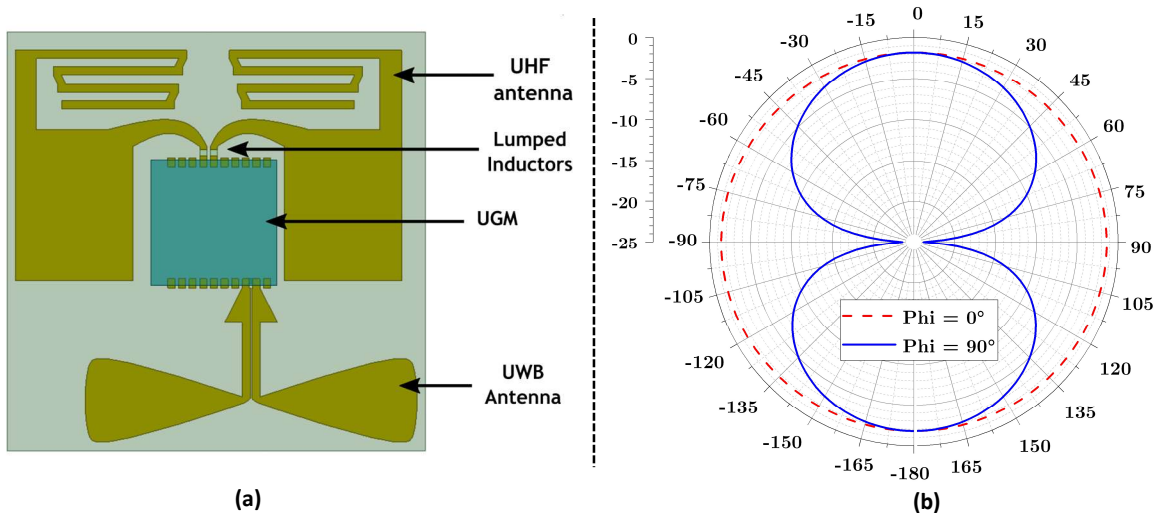 UHF
antenna
Lumped
Inductors
UGM
UWB
Antenna
(a)
0
-5
-10
-15
-20
-25
-15 0 15
-30 30
-45 45
-60 60
-75 75
-90 90
-105 105
-120 120
-135 135
-150 150
-165 -180 165
Phi = 0°
Phi = 90°
(b)